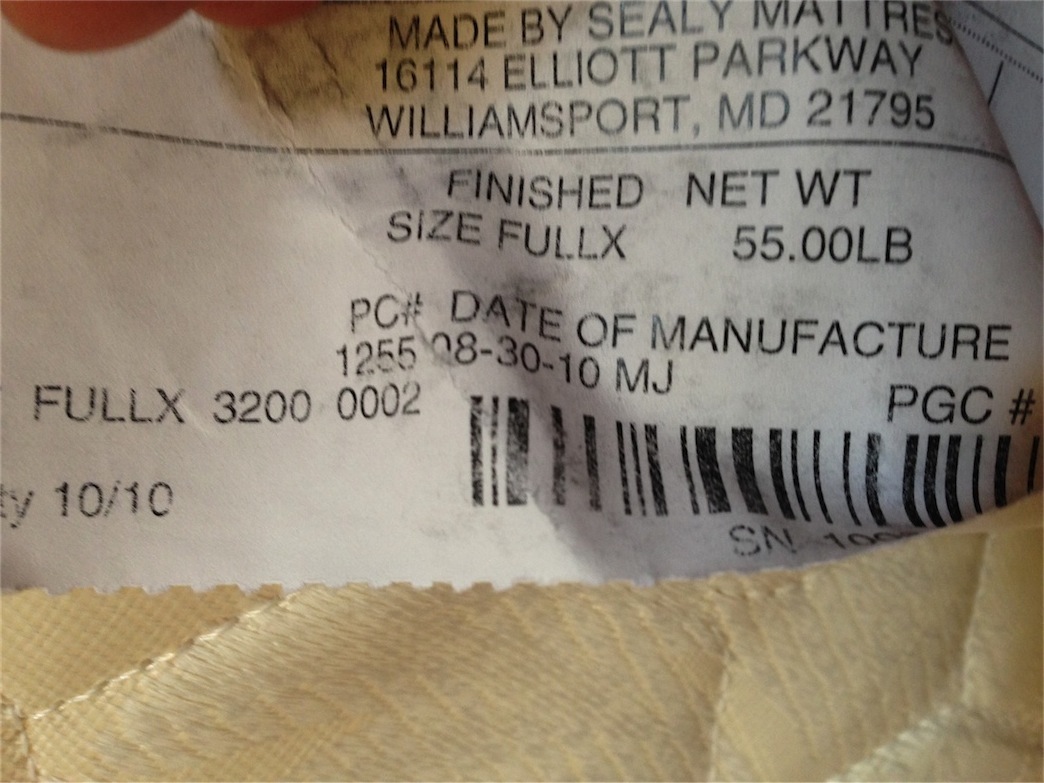 MADE BY SEALY MATTRES
16114 ELLIOTT PARKWAY
WILLIAMSPORT, MD 21795
FINISHED NET WT
SIZE FULLX 55.00LB
PC# DATE OF MANUFACTURE
1255 08-30-10 MJ
FULLX 3200 0002 PGC #
ty 10/10
SN